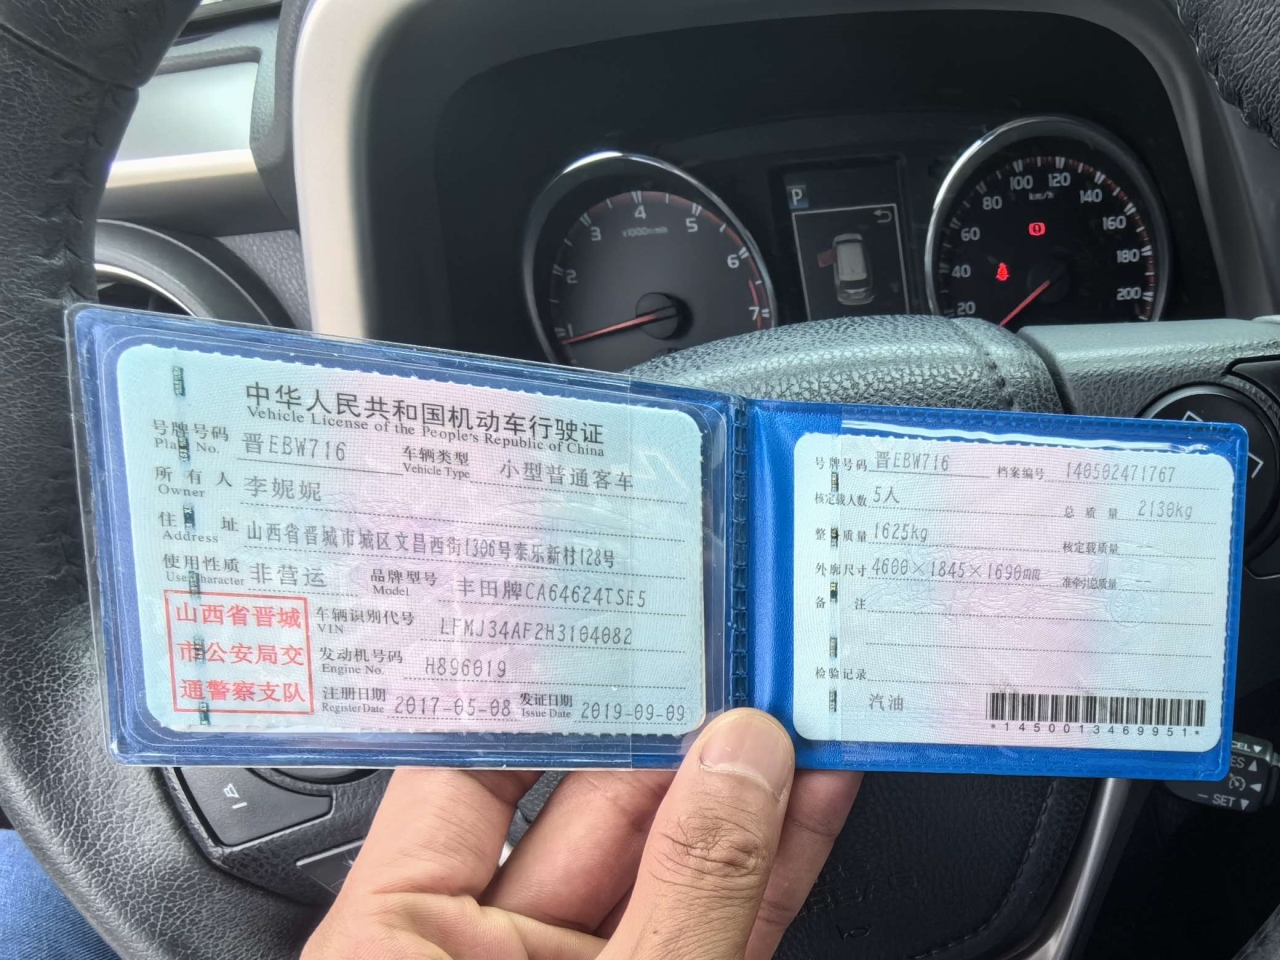 中华人民共和国机动车行驶证
Vehicle License of the People's Republic of China
号牌号码 晋EBW716 车辆类型 小型普通客车
Plate No. Vehicle Type
所有人 李妮妮
Owner
住址 山西省晋城市城区文昌西街1306号泰乐新村128号
Address
使用性质 非营运 品牌型号 丰田牌CA64624TSE5
Use Character Model
山西省晋城
市公安局交
通警察支队
车辆识别代号 LFMJ34AF2H3104082
VIN
发动机号码 H896019
Engine No.
注册日期 2017-05-08 发证日期 2019-09-09
Register Date Issue Date
号牌号码 晋EBW716 档案编号 140502471767
核定载人数 5人 总质量 2130kg
整备质量 1625kg 核定载质量 --
外廓尺寸 4600×1845×1690mm 准牵引总质量 --
备注
检验记录
汽油
*1450013469951*
1 2 3 4 5 6 7
x1000r/min
P
20 40 60 80 100 120 140 160 180 200
km/h
CANCEL▼
RES▲
- SET▼